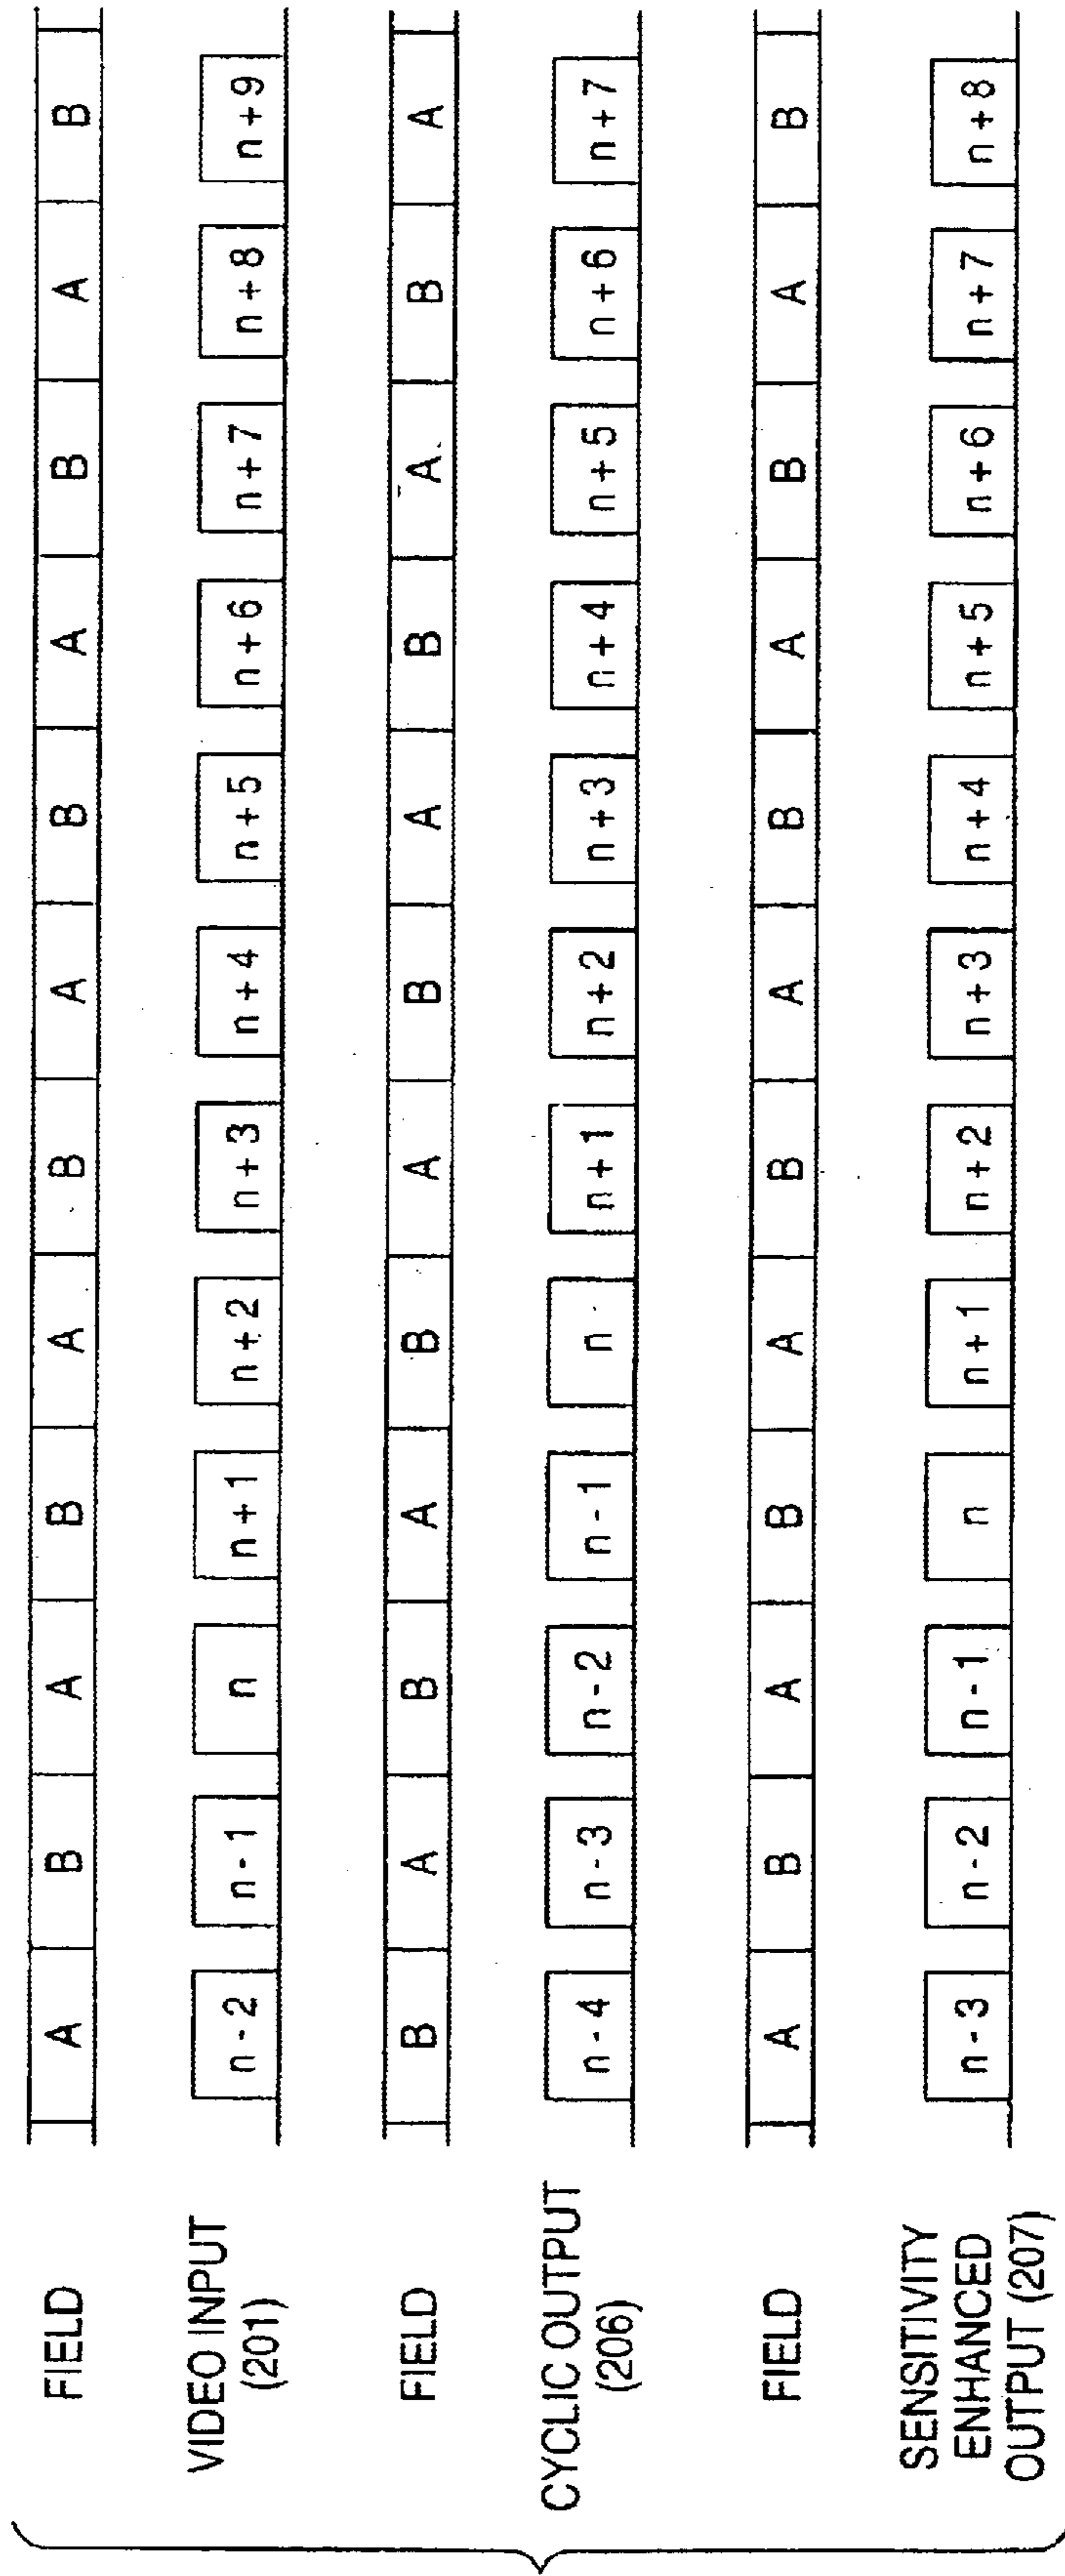 FIELD A B A B A B A B A B A B
VIDEO INPUT (201) n-2 n-1 n n+1 n+2 n+3 n+4 n+5 n+6 n+7 n+8 n+9
FIELD B A B A B A B A B A B A
CYCLIC OUTPUT (206) n-4 n-3 n-2 n-1 n n+1 n+2 n+3 n+4 n+5 n+6 n+7
FIELD A B A B A B A B A B A B
SENSITIVITY ENHANCED OUTPUT (207) n-3 n-2 n-1 n n+1 n+2 n+3 n+4 n+5 n+6 n+7 n+8